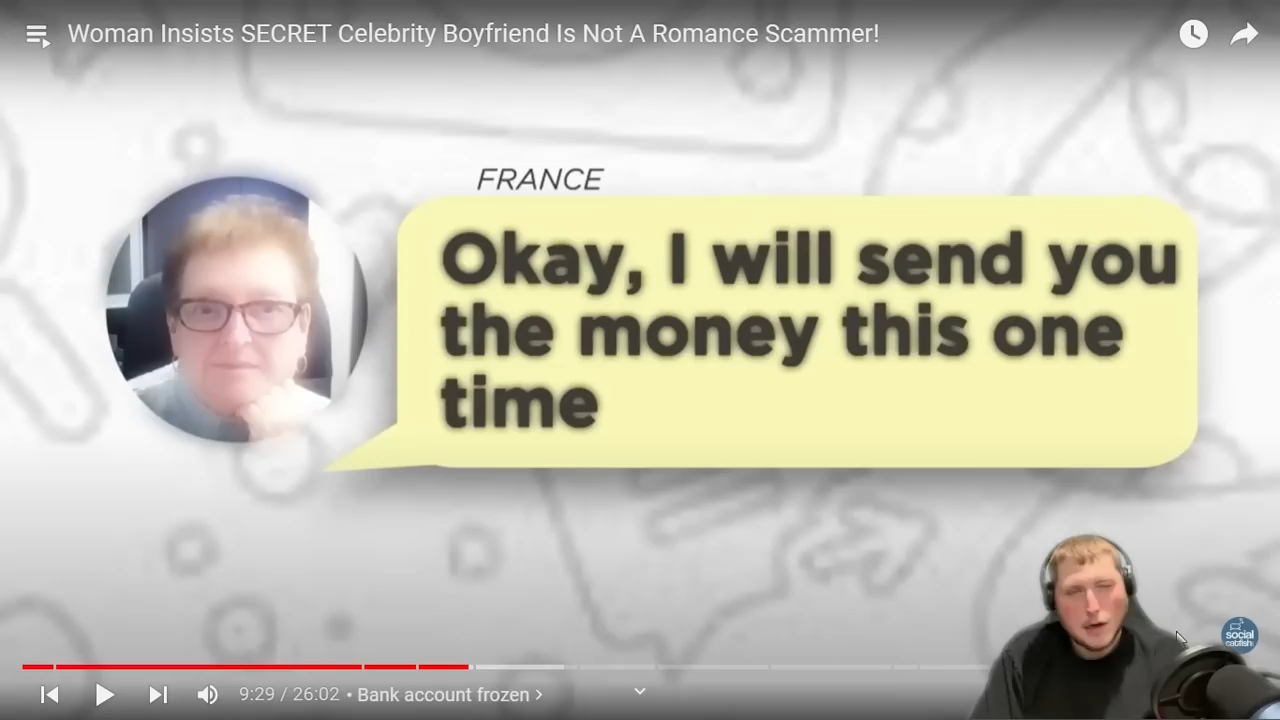 Woman Insists SECRET Celebrity Boyfriend Is Not A Romance Scammer!
FRANCE
Okay, I will send you
the money this one
time
social
catfish
9:29 / 26:02 • Bank account frozen